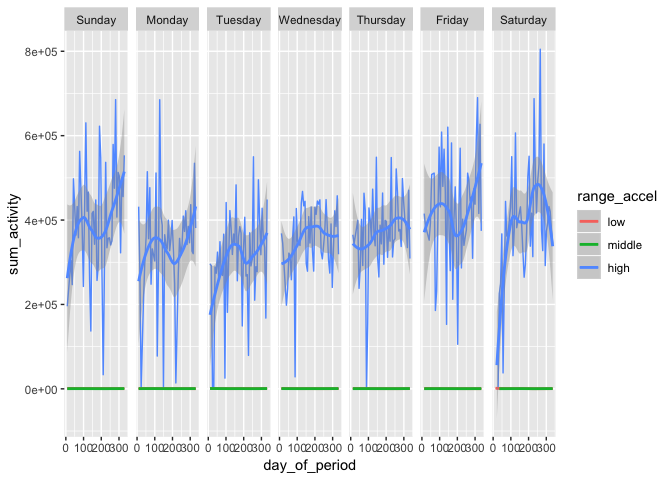 Sunday Monday Tuesday Wednesday Thursday Friday Saturday
8e+05
6e+05
4e+05
2e+05
0e+00
sum_activity
0 100 200 300 0 100 200 300 0 100 200 300 0 100 200 300 0 100 200 300 0 100 200 300 0 100 200 300
day_of_period
range_accel
low
middle
high